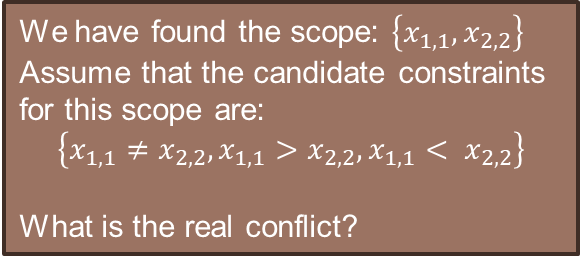 We have found the scope: {x₁,₁, x₂,₂}
Assume that the candidate constraints
for this scope are:
{x₁,₁ ≠ x₂,₂, x₁,₁ > x₂,₂, x₁,₁ < x₂,₂}
What is the real conflict?